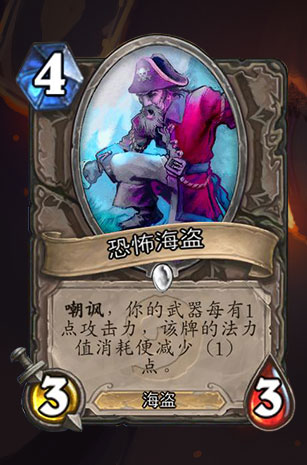 4
恐怖海盗
嘲讽，你的武器每有1
点攻击力，该牌的法力
值消耗便减少（1）
点。
3
海盗
3